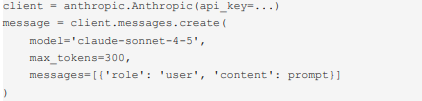 client = anthropic.Anthropic(api_key=...)
message = client.messages.create(
    model='claude-sonnet-4-5',
    max_tokens=300,
    messages=[{'role': 'user', 'content': prompt}]
)